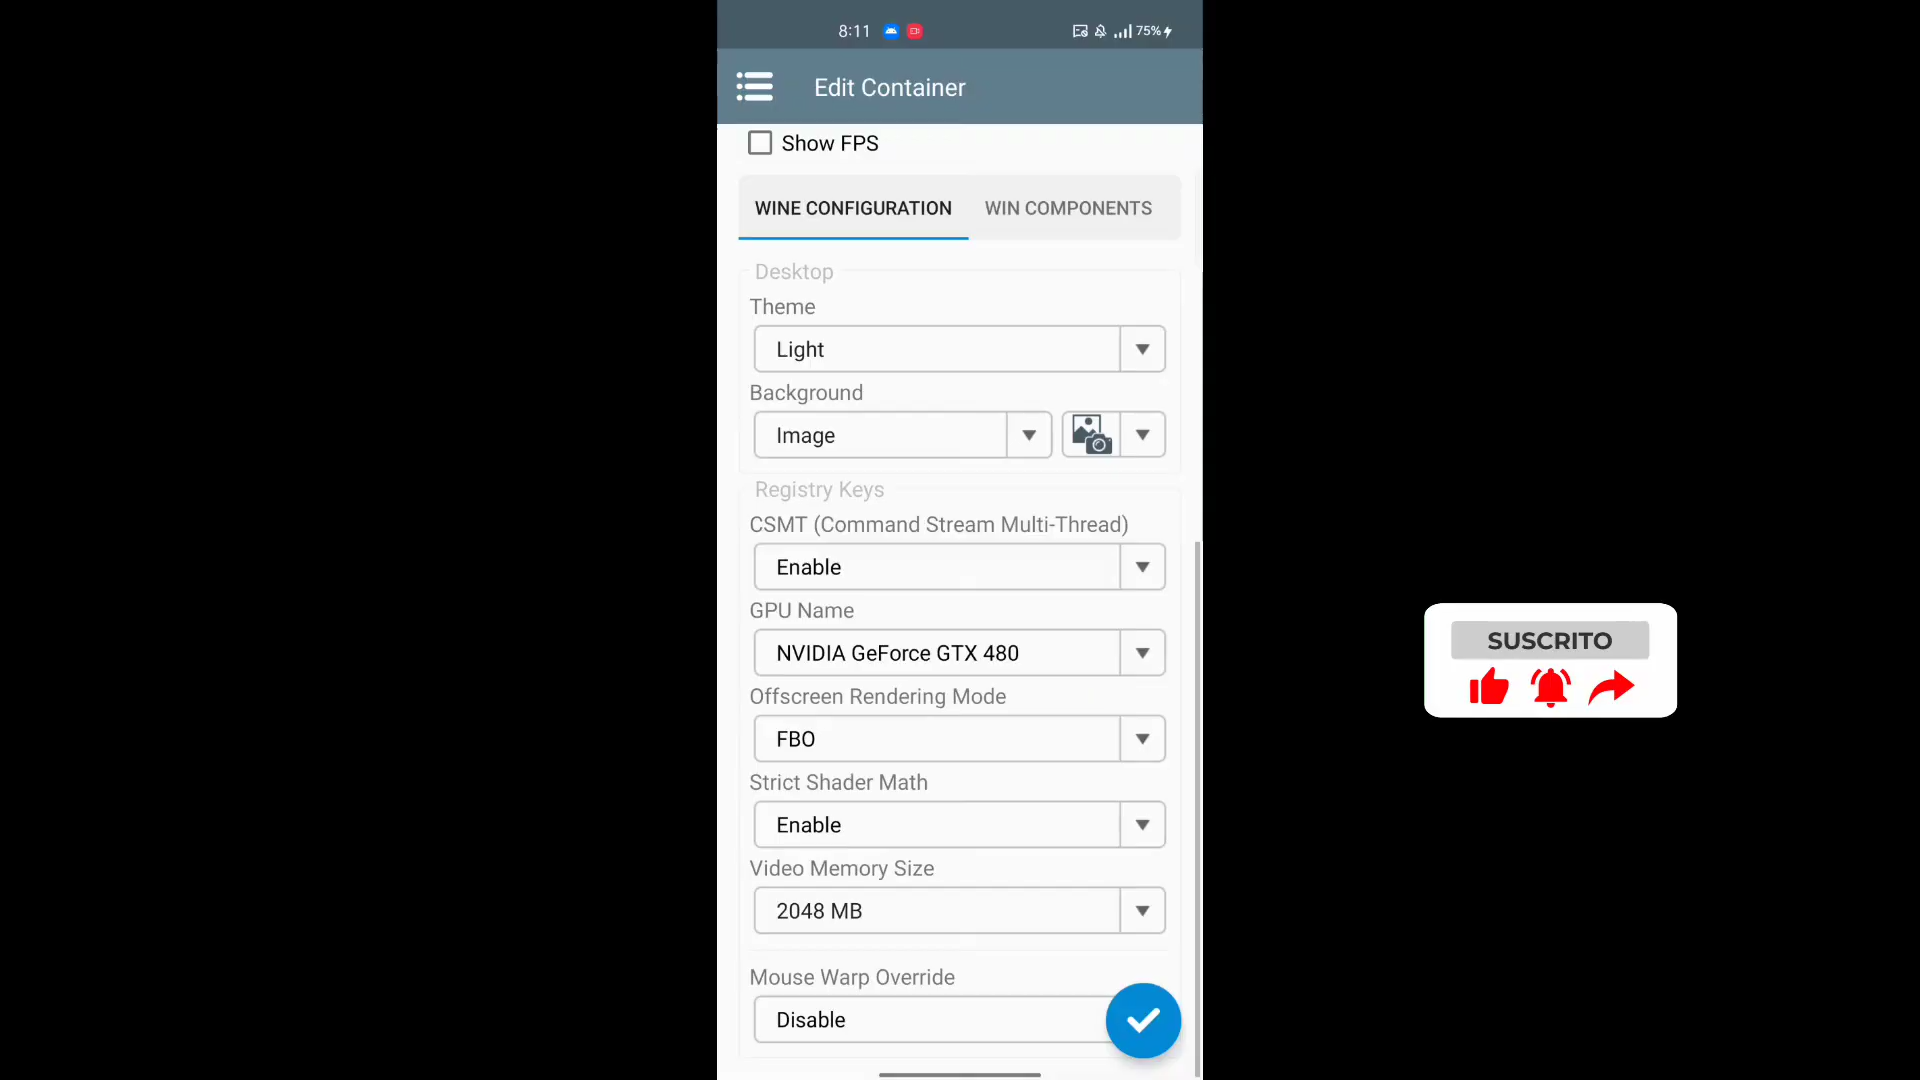 8:11
75%
Edit Container
Show FPS
WINE CONFIGURATION
WIN COMPONENTS
Desktop
Theme
Light
Background
Image
Registry Keys
CSMT (Command Stream Multi-Thread)
Enable
GPU Name
NVIDIA GeForce GTX 480
Offscreen Rendering Mode
FBO
Strict Shader Math
Enable
Video Memory Size
2048 MB
Mouse Warp Override
Disable
SUSCRITO